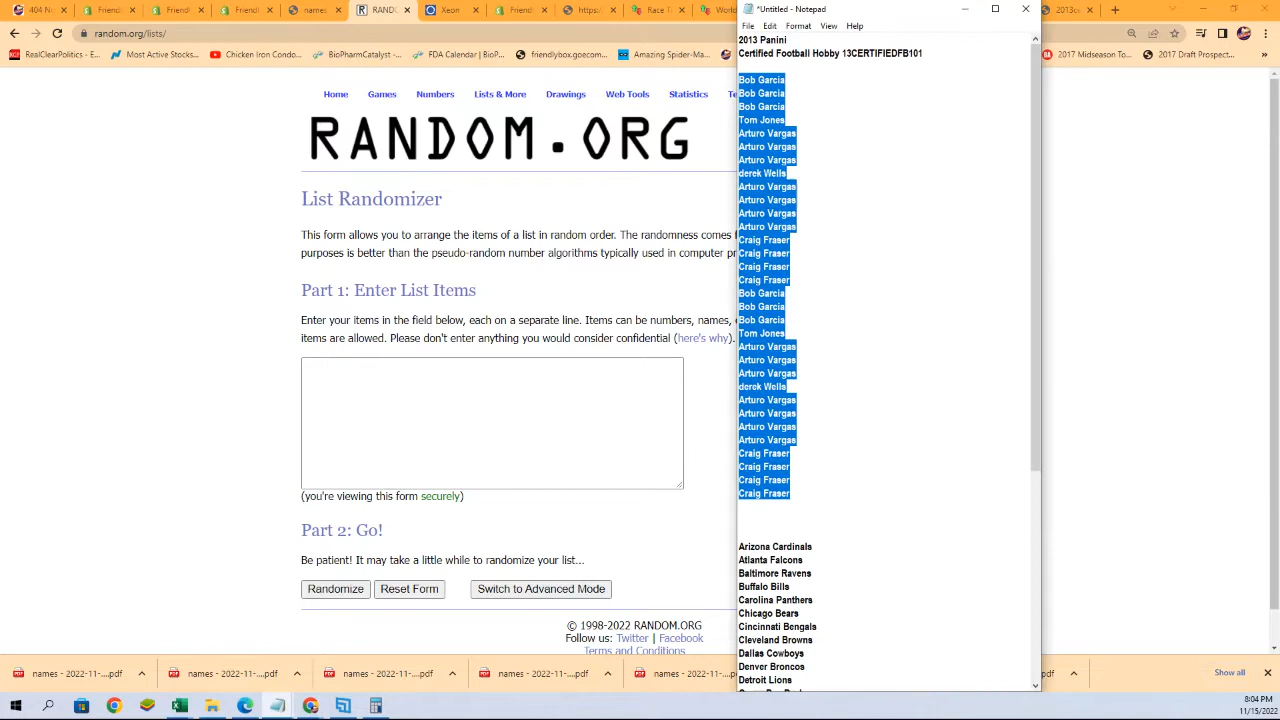 404 No
Friend
Friend
Friend
names
RANDO
Xeon
Friend
https:/
Race T
World
2013ce
random.org/lists/
Most Active Stocks
Chicken Iron Condo...
BiohamCatalyst -...
FDA Calendar | BioP...
friendlybox.geecom...
Amazing Spider-Ma...
2017 Midseason To...
2017 Draft Prospect...
Home
Games
Numbers
Lists & More
Drawings
Web Tools
Statistics
Te
RANDOM.ORG
List Randomizer
This form allows you to arrange the items of a list in random order. The randomness comes f
purposes is better than the pseudo-random number algorithms typically used in computer pr
Part 1: Enter List Items
Enter your items in the field below, each on a separate line. Items can be numbers, names,
items are allowed. Please don't enter anything you would consider confidential (here's why).
(you're viewing this form securely)
Part 2: Go!
Be patient! It may take a little while to randomize your list...
Randomize
Reset Form
Switch to Advanced Mode
© 1998-2022 RANDOM.ORG
Follow us: Twitter | Facebook
Terms and Conditions
*Untitled - Notepad
File Edit Format View Help
2013 Panini
Certified Football Hobby 13CERTIFIEDFB101
Bob Garcia
Bob Garcia
Bob Garcia
Tom Jones
Arturo Vargas
Arturo Vargas
Arturo Vargas
derek Wells
Arturo Vargas
Arturo Vargas
Arturo Vargas
Arturo Vargas
Craig Fraser
Craig Fraser
Craig Fraser
Craig Fraser
Bob Garcia
Bob Garcia
Bob Garcia
Tom Jones
Arturo Vargas
Arturo Vargas
Arturo Vargas
derek Wells
Arturo Vargas
Arturo Vargas
Arturo Vargas
Arturo Vargas
Craig Fraser
Craig Fraser
Craig Fraser
Craig Fraser
Arizona Cardinals
Atlanta Falcons
Baltimore Ravens
Buffalo Bills
Carolina Panthers
Chicago Bears
Cincinnati Bengals
Cleveland Browns
Dallas Cowboys
Denver Broncos
Detroit Lions
names - 2022-11-....pdf
names - 2022-11-....pdf
names - 2022-11-....pdf
names - 2022-11-....pdf
names - 2022-11-....pdf
Show all
8:04 PM
11/15/2022